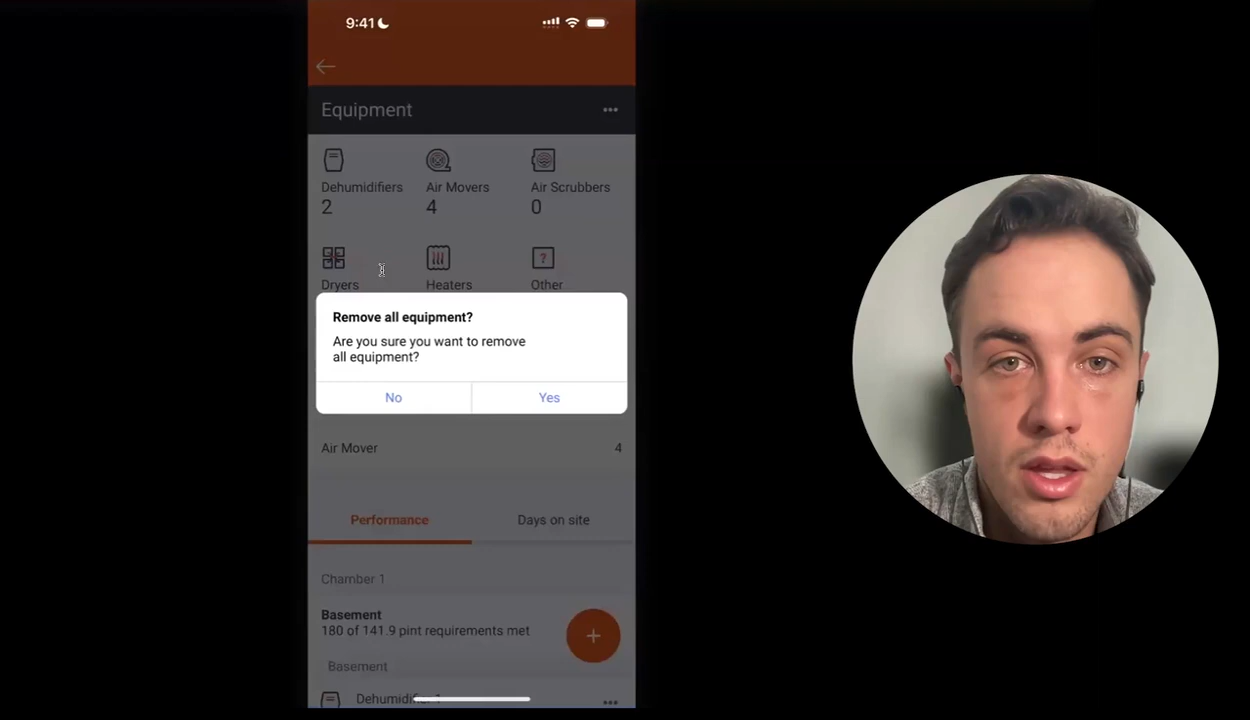 9:41
Equipment
Dehumidifiers Air Movers Air Scrubbers
2 4 0
Dryers Heaters Other
Remove all equipment?
Are you sure you want to remove
all equipment?
No Yes
Air Mover 4
Performance Days on site
Chamber 1
Basement
180 of 141.9 pint requirements met
Basement
Dehumidifier 1